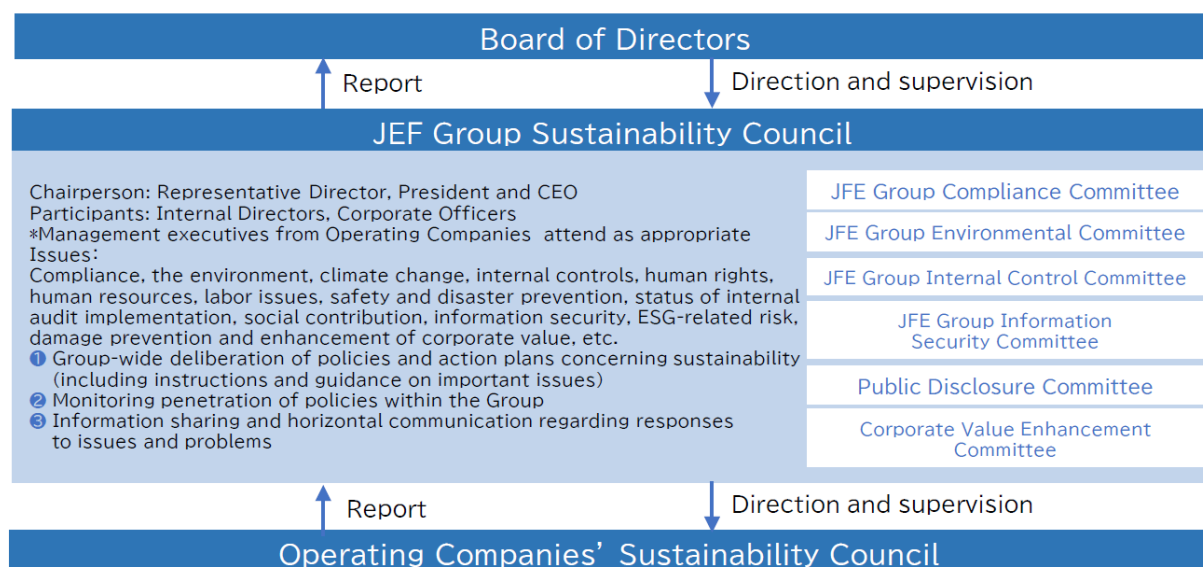 Board of Directors
Report
Direction and supervision
JEF Group Sustainability Council
Chairperson: Representative Director, President and CEO
Participants: Internal Directors, Corporate Officers
*Management executives from Operating Companies attend as appropriate
Issues:
Compliance, the environment, climate change, internal controls, human rights,
human resources, labor issues, safety and disaster prevention, status of internal
audit implementation, social contribution, information security, ESG-related risk,
damage prevention and enhancement of corporate value, etc.
❶ Group-wide deliberation of policies and action plans concerning sustainability
(including instructions and guidance on important issues)
❷ Monitoring penetration of policies within the Group
❸ Information sharing and horizontal communication regarding responses
to issues and problems
JFE Group Compliance Committee
JFE Group Environmental Committee
JFE Group Internal Control Committee
JFE Group Information
Security Committee
Public Disclosure Committee
Corporate Value Enhancement
Committee
Report
Direction and supervision
Operating Companies' Sustainability Council